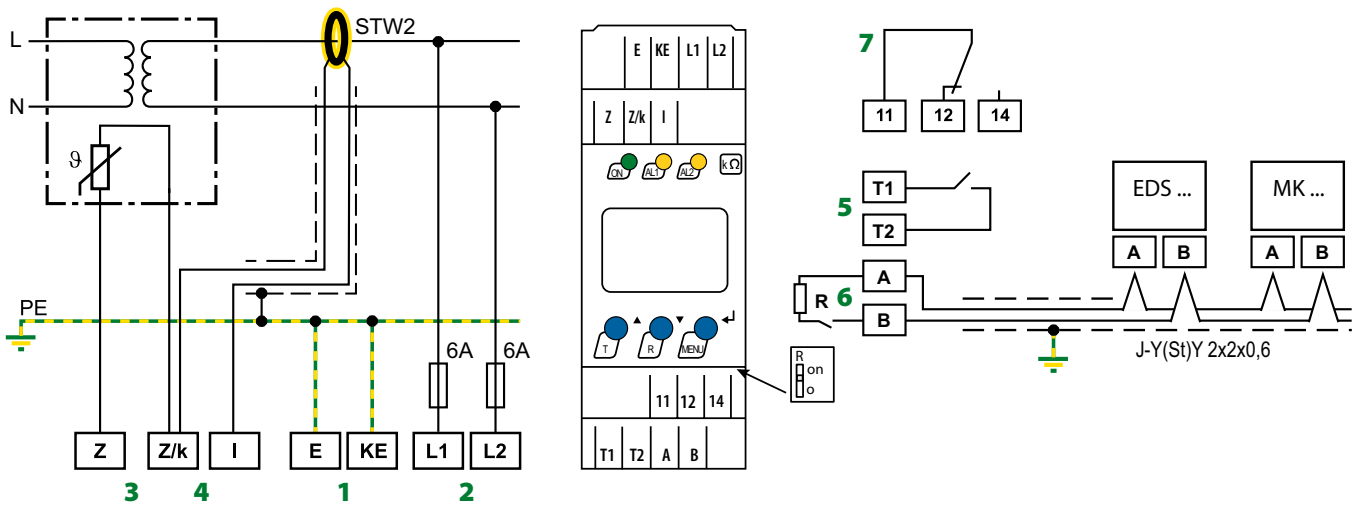 L
STW2
N
ϑ
PE
6A
6A
Z
Z/k
I
E
KE
L1
L2
3
4
1
2
E KE L1 L2
Z Z/k I
ON
AL1
AL2
kΩ
T
R
MENU
R
on
o
11 12 14
T1 T2 A B
7
11
12
14
5
T1
T2
6
R
A
B
EDS ...
MK ...
A
B
A
B
J-Y(St)Y 2x2x0,6